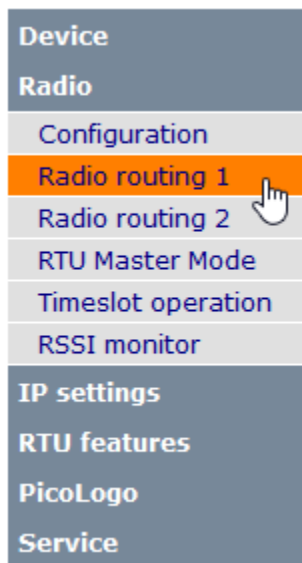 Device
Radio
Configuration
Radio routing 1
Radio routing 2
RTU Master Mode
Timeslot operation
RSSI monitor
IP settings
RTU features
PicoLogo
Service